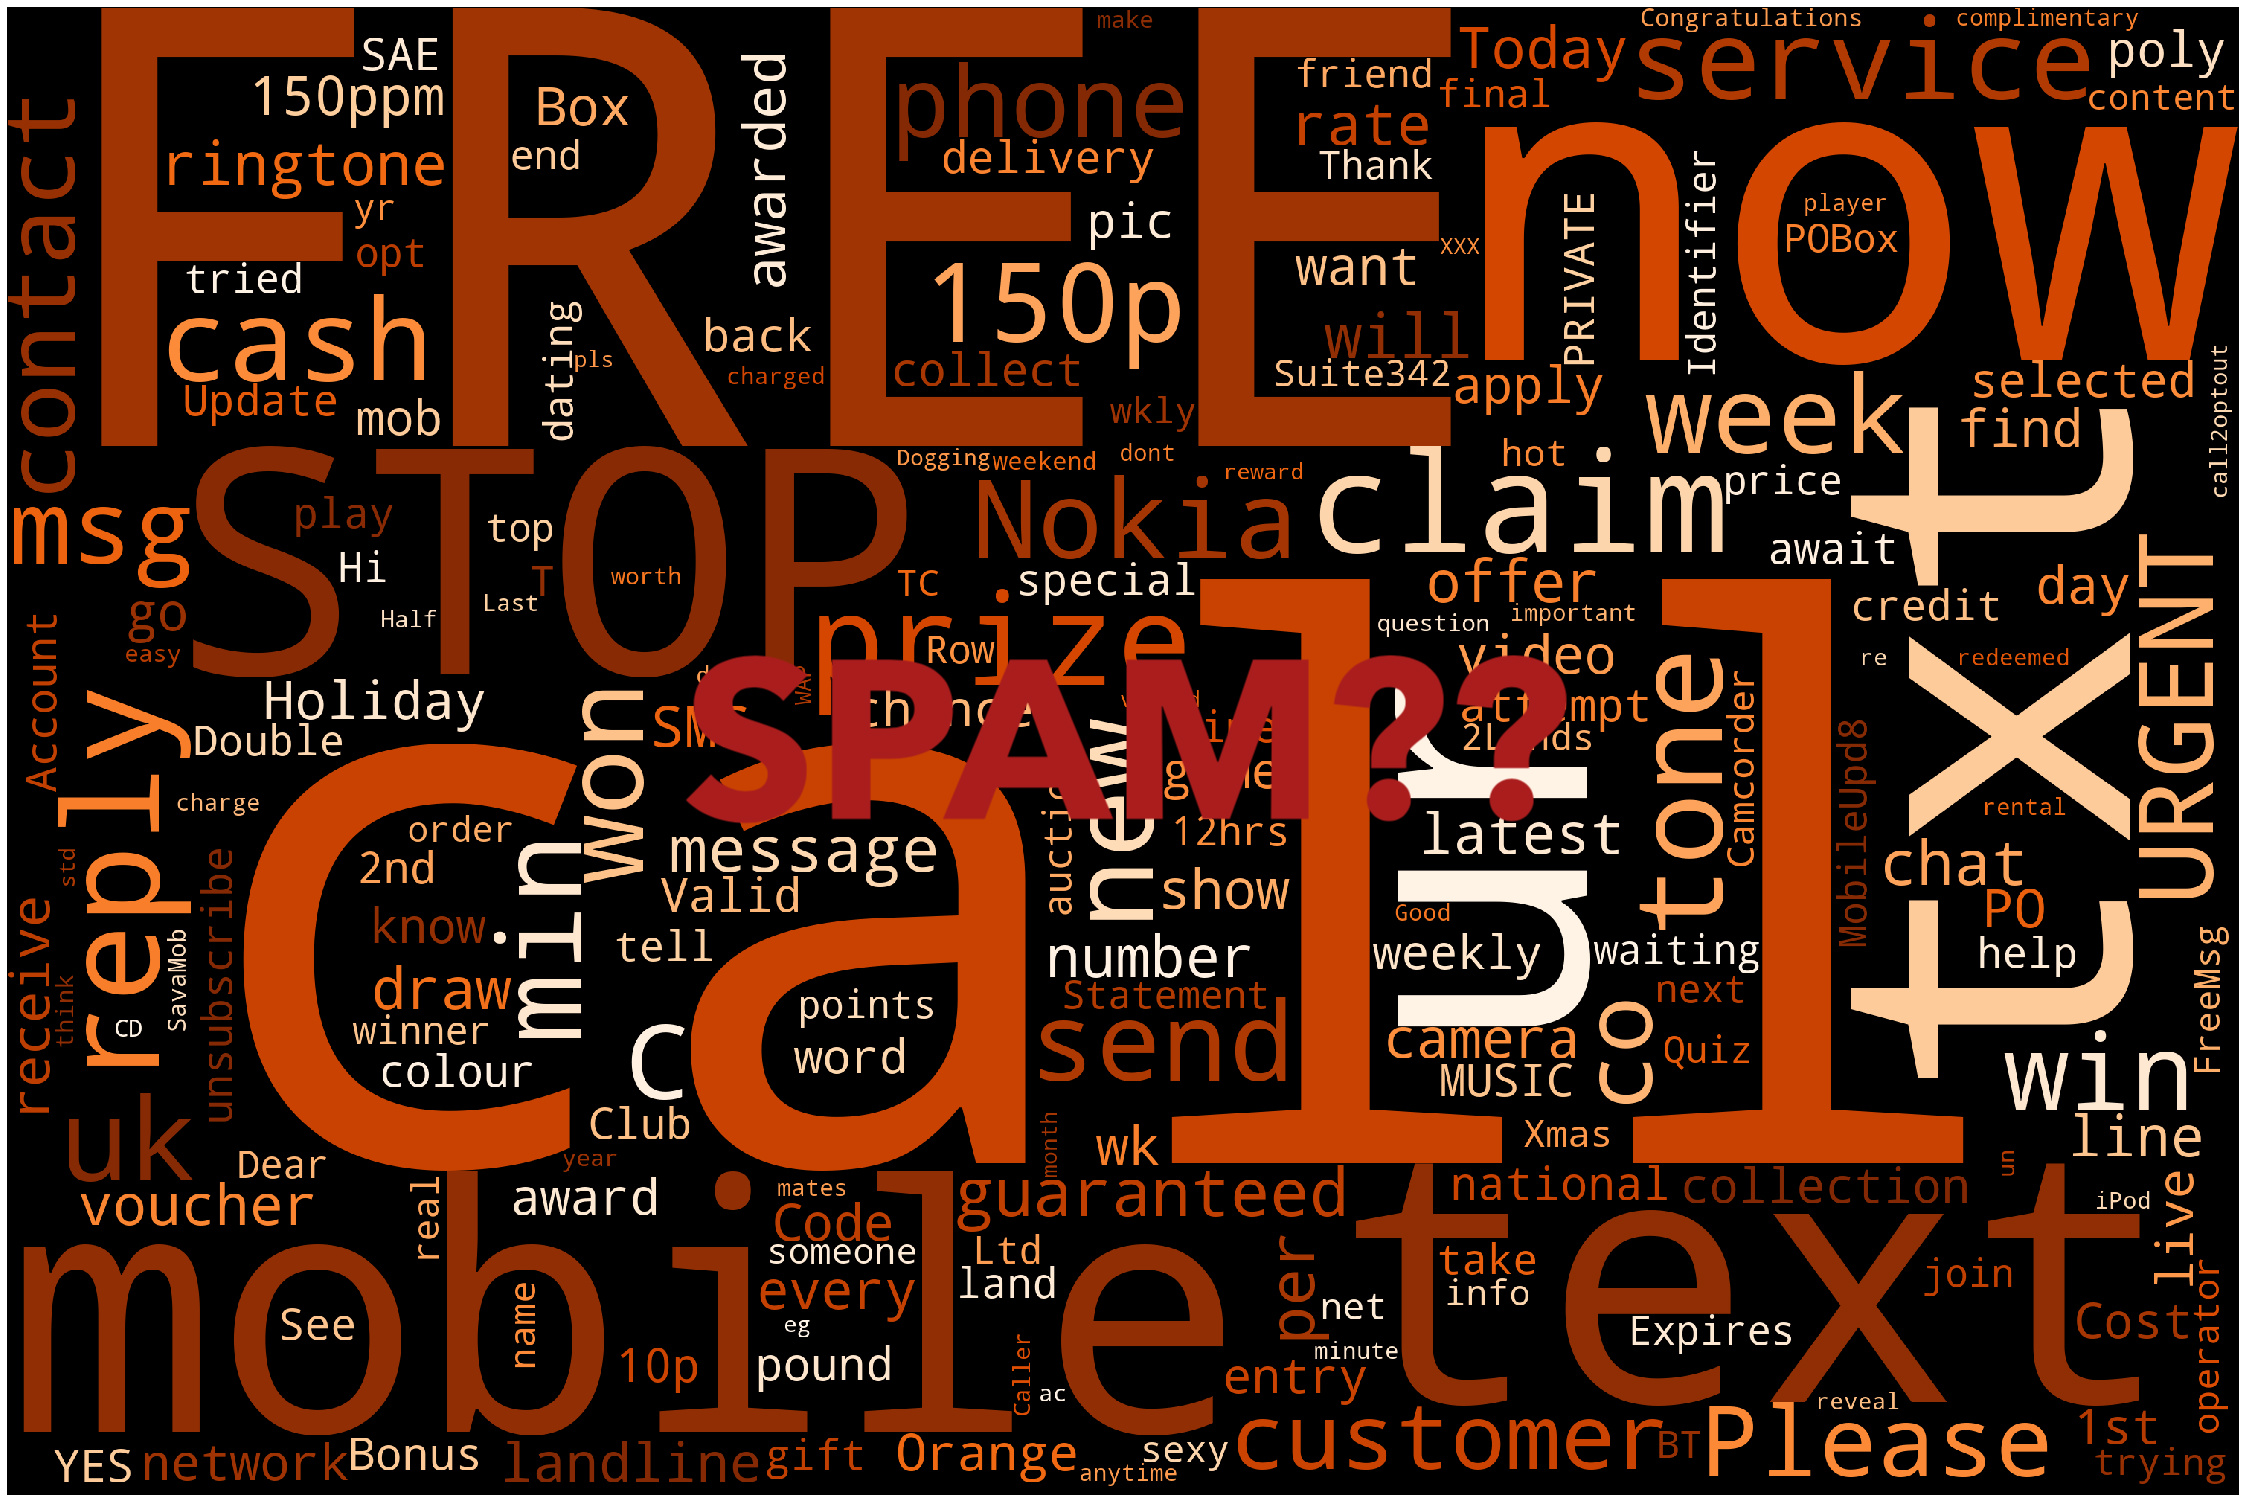 make
Congratulations
complimentary
SAE
FREE
Today
service
poly
150ppm
Box
awarded
phone
friend
final
content
contact
ringtone
end
delivery
rate
Thank
now
yr
pic
PRIVATE
Identifier
player
POBox
opt
tried
150p
want
XXX
cash
dating
back
will
pls
charged
collect
Suite342
apply
week
selected
call2optout
Update
mob
wkly
find
STOP
Dogging
weekend
dont
reward
hot
claim
price
msg
play
top
Nokia
await
txt
Hi
T
worth
TC
special
offer
day
URGENT
go
Half
Last
prize
question
important
credit
easy
Account
Row
video
re
redeemed
SPAM??
Holiday
won
WAP
attempt
tone
Camcorder
reply
Double
new
2Lands
MobileUpd8
charge
call
rental
order
message
12hrs
latest
chat
2nd
min
Valid
auction
show
ur
PO
std
unsubscribe
know
tell
Good
receive
SavaMob
number
weekly
waiting
help
FreeMsg
think
draw
points
Statement
next
CD
winner
c
word
send
camera
co
Quiz
win
colour
MUSIC
uk
Club
month
wk
Xmas
line
Dear
year
un
voucher
real
award
mates
guaranteed
national
collection
iPod
live
mobile
Code
text
someone
Ltd
per
take
join
every
land
info
operator
See
name
eg
net
Expires
Cost
10p
pound
Caller
ac
minute
entry
reveal
customer
BT
Please
1st
YES
network
Bonus
landline
gift
Orange
anytime
sexy
trying